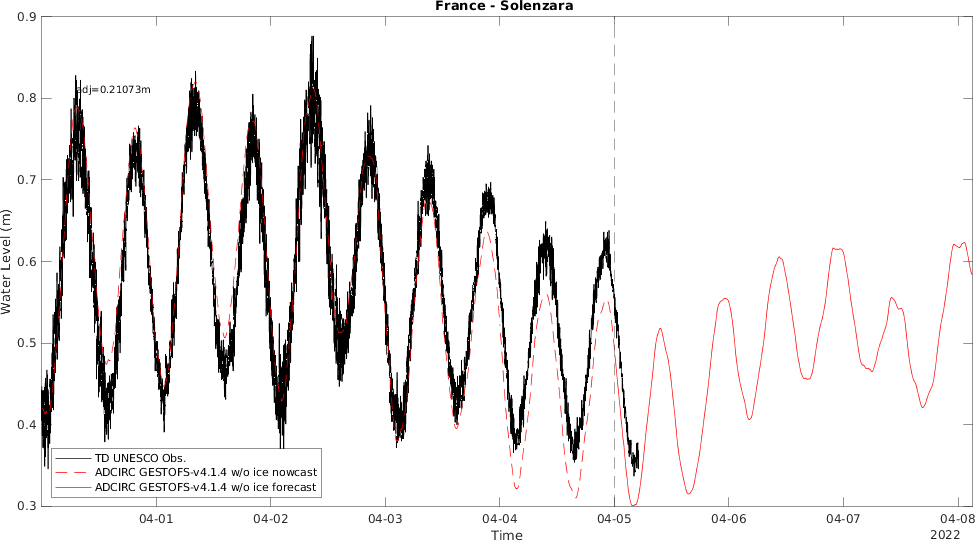 France - Solenzara
0.9
0.8
0.7
0.6
0.5
0.4
0.3
Water Level (m)
adj=0.21073m
TD UNESCO Obs.
ADCIRC GESTOFS-v4.1.4 w/o ice nowcast
ADCIRC GESTOFS-v4.1.4 w/o ice forecast
04-01 04-02 04-03 04-04 04-05 04-06 04-07 04-08
Time
2022